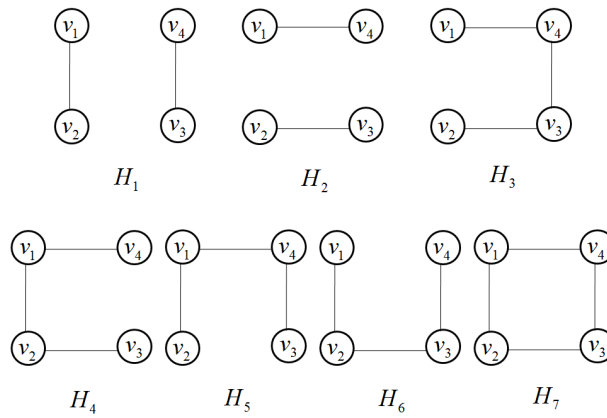 v₁ v₄ v₁ v₄ v₁ v₄
v₂ v₃ v₂ v₃ v₂ v₃
H₁ H₂ H₃
v₁ v₄ v₁ v₄ v₁ v₄ v₁ v₄
v₂ v₃ v₂ v₃ v₂ v₃ v₂ v₃
H₄ H₅ H₆ H₇